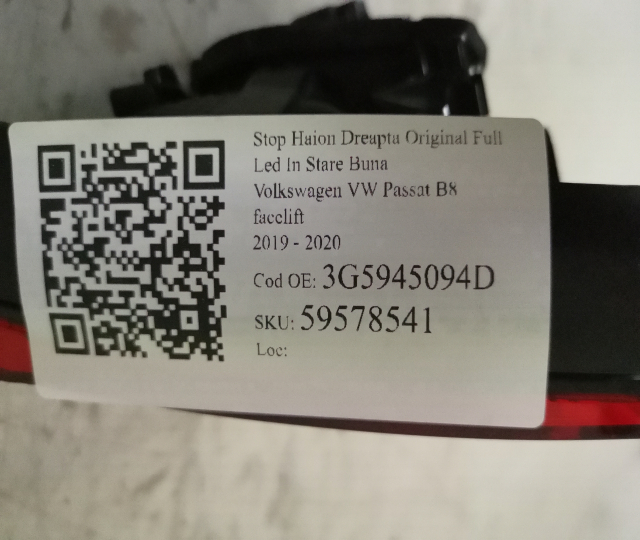 Stop Haion Dreapta Original Full
Led In Stare Buna
Volkswagen VW Passat B8
facelift
2019 - 2020
Cod OE: 3G5945094D
SKU: 59578541
Loc: